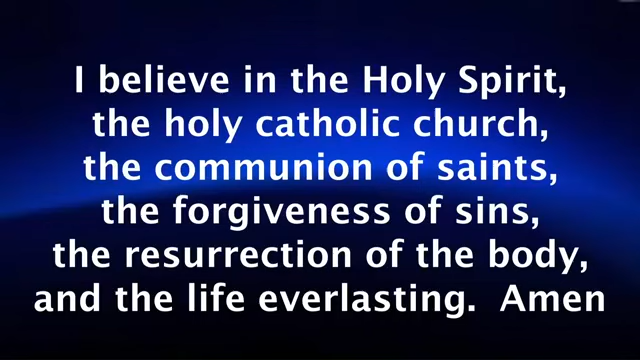 I believe in the Holy Spirit,
the holy catholic church,
the communion of saints,
the forgiveness of sins,
the resurrection of the body,
and the life everlasting.  Amen